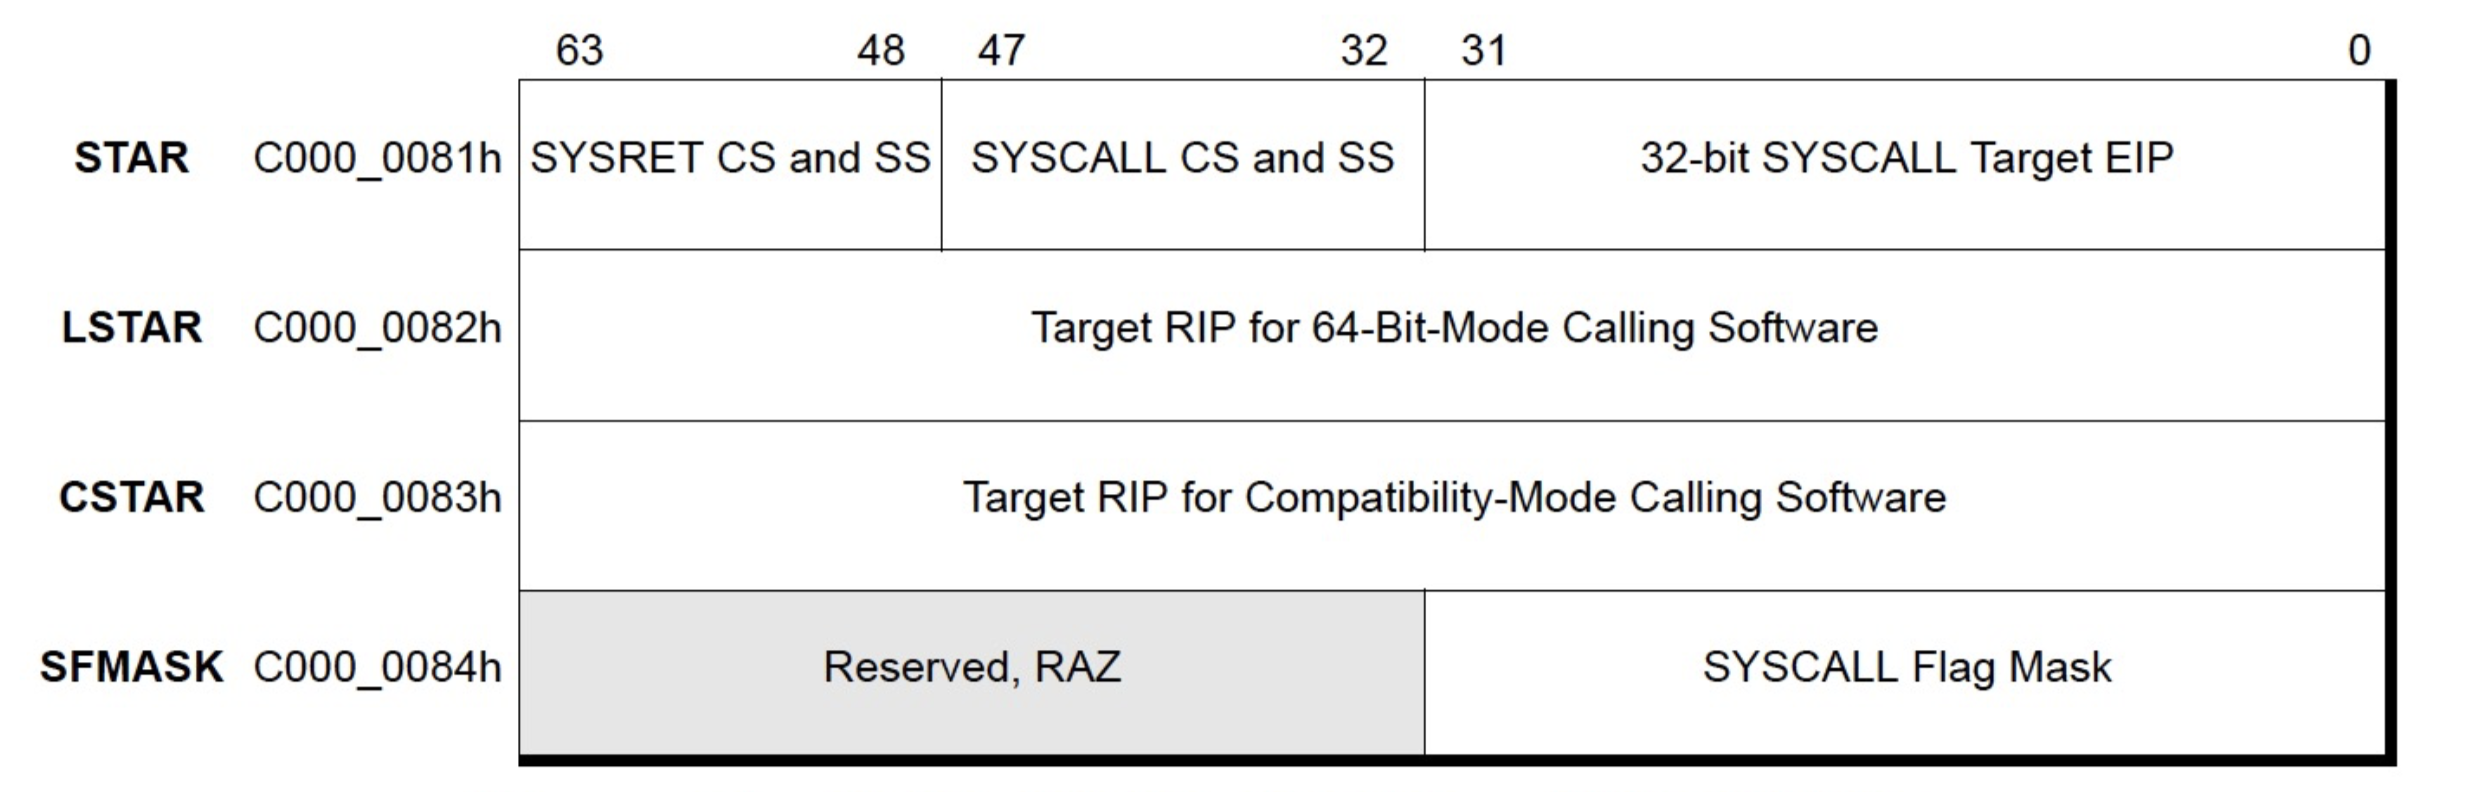 63 48 47 32 31 0
STAR C000_0081h SYSRET CS and SS SYSCALL CS and SS 32-bit SYSCALL Target EIP
LSTAR C000_0082h Target RIP for 64-Bit-Mode Calling Software
CSTAR C000_0083h Target RIP for Compatibility-Mode Calling Software
SFMASK C000_0084h Reserved, RAZ SYSCALL Flag Mask